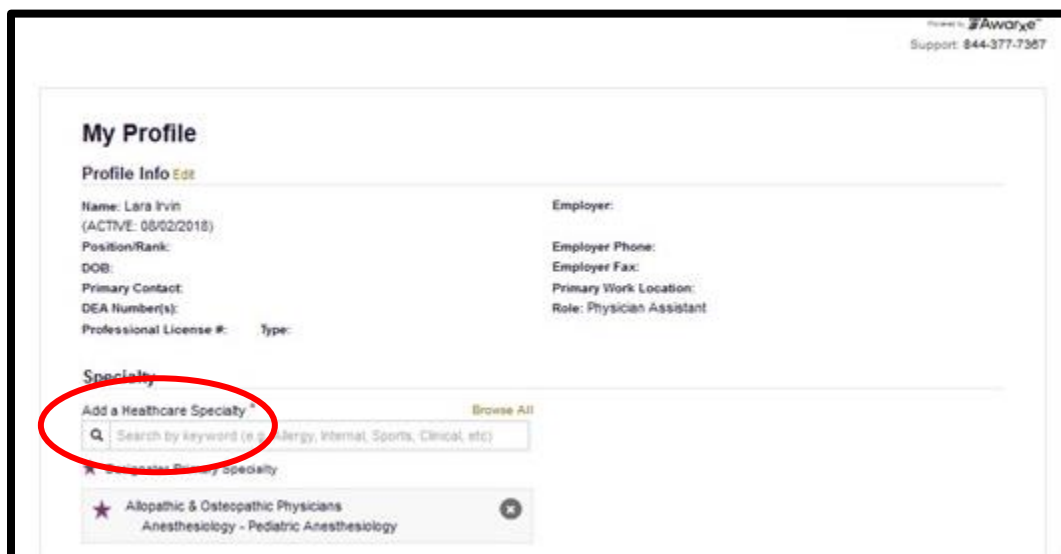 Powered by Awarxe™
Support: 844-377-7367
My Profile
Profile Info Edit
Name: Lara Irvin
(ACTIVE: 08/02/2018)
Position/Rank:
DOB:
Primary Contact:
DEA Number(s):
Professional License #: Type:
Employer:
Employer Phone:
Employer Fax:
Primary Work Location:
Role: Physician Assistant
Specialty
Add a Healthcare Specialty *
Browse All
Search by keyword (e.g. Allergy, Internal, Sports, Clinical, etc)
Designates Primary Specialty
Allopathic & Osteopathic Physicians
Anesthesiology - Pediatric Anesthesiology